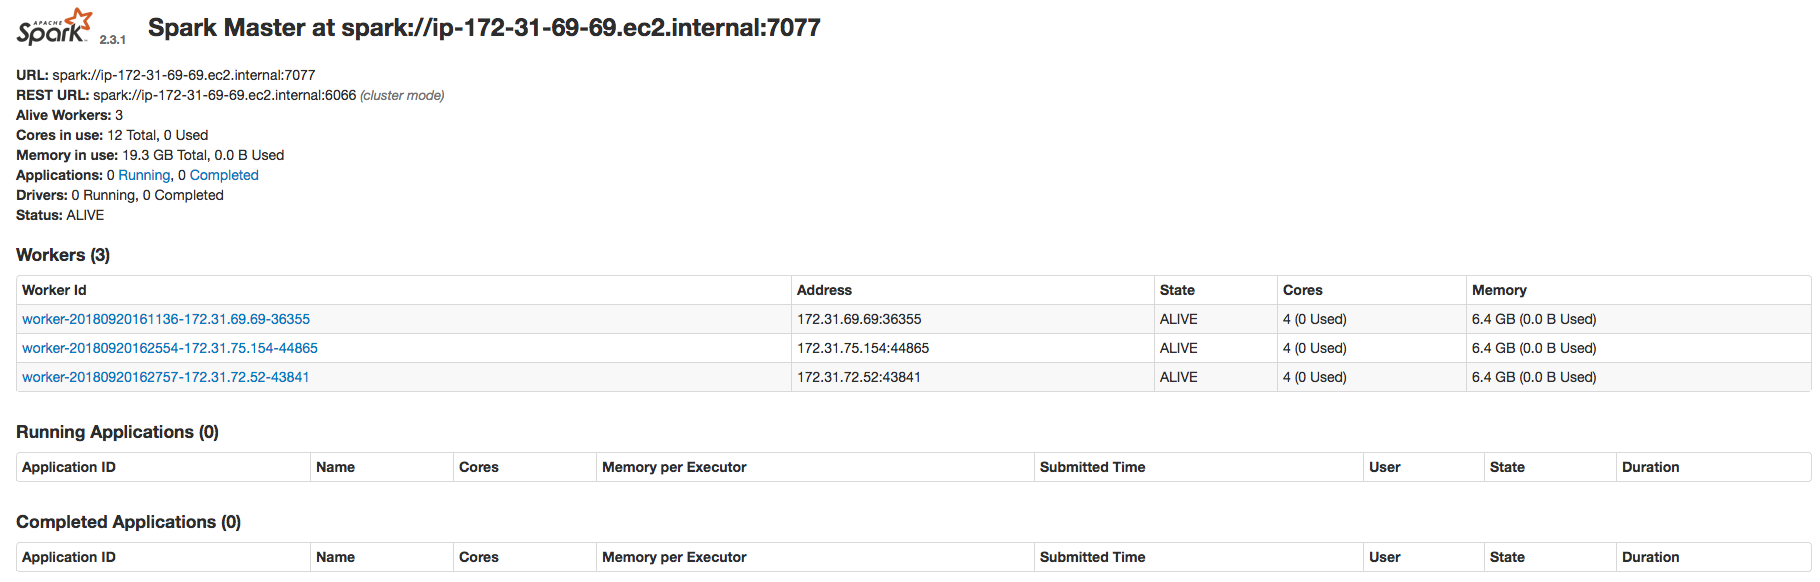 APACHE
Spark 2.3.1 Spark Master at spark://ip-172-31-69-69.ec2.internal:7077
URL: spark://ip-172-31-69-69.ec2.internal:7077
REST URL: spark://ip-172-31-69-69.ec2.internal:6066 (cluster mode)
Alive Workers: 3
Cores in use: 12 Total, 0 Used
Memory in use: 19.3 GB Total, 0.0 B Used
Applications: 0 Running, 0 Completed
Drivers: 0 Running, 0 Completed
Status: ALIVE
Workers (3)
Worker Id Address State Cores Memory
worker-20180920161136-172.31.69.69-36355 172.31.69.69:36355 ALIVE 4 (0 Used) 6.4 GB (0.0 B Used)
worker-20180920162554-172.31.75.154-44865 172.31.75.154:44865 ALIVE 4 (0 Used) 6.4 GB (0.0 B Used)
worker-20180920162757-172.31.72.52-43841 172.31.72.52:43841 ALIVE 4 (0 Used) 6.4 GB (0.0 B Used)
Running Applications (0)
Application ID Name Cores Memory per Executor Submitted Time User State Duration
Completed Applications (0)
Application ID Name Cores Memory per Executor Submitted Time User State Duration